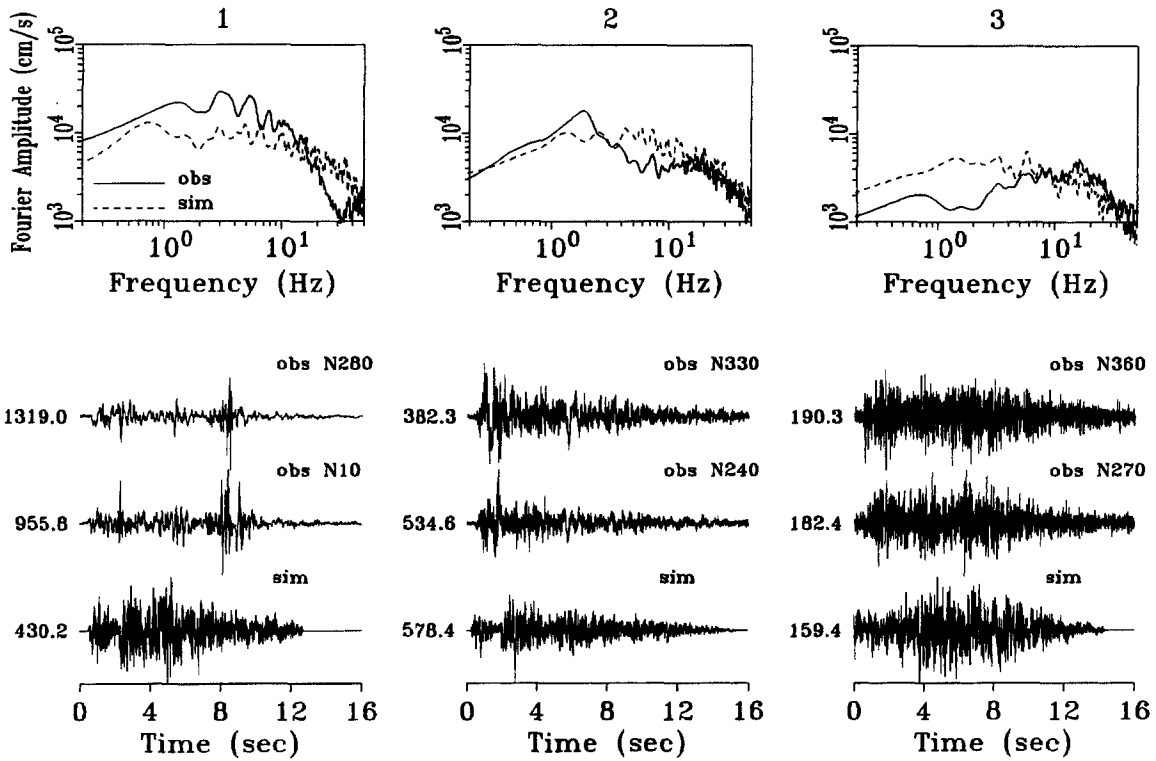 1
2
3
Fourier Amplitude (cm/s)
10^5
10^4
10^3
obs
sim
10^0 10^1
Frequency (Hz)
10^5
10^4
10^3
10^0 10^1
Frequency (Hz)
10^5
10^4
10^3
10^0 10^1
Frequency (Hz)
obs N280
1319.0
obs N10
955.8
sim
430.2
0 4 8 12 16
Time (sec)
obs N330
382.3
obs N240
534.6
sim
578.4
0 4 8 12 16
Time (sec)
obs N360
190.3
obs N270
182.4
sim
159.4
0 4 8 12 16
Time (sec)